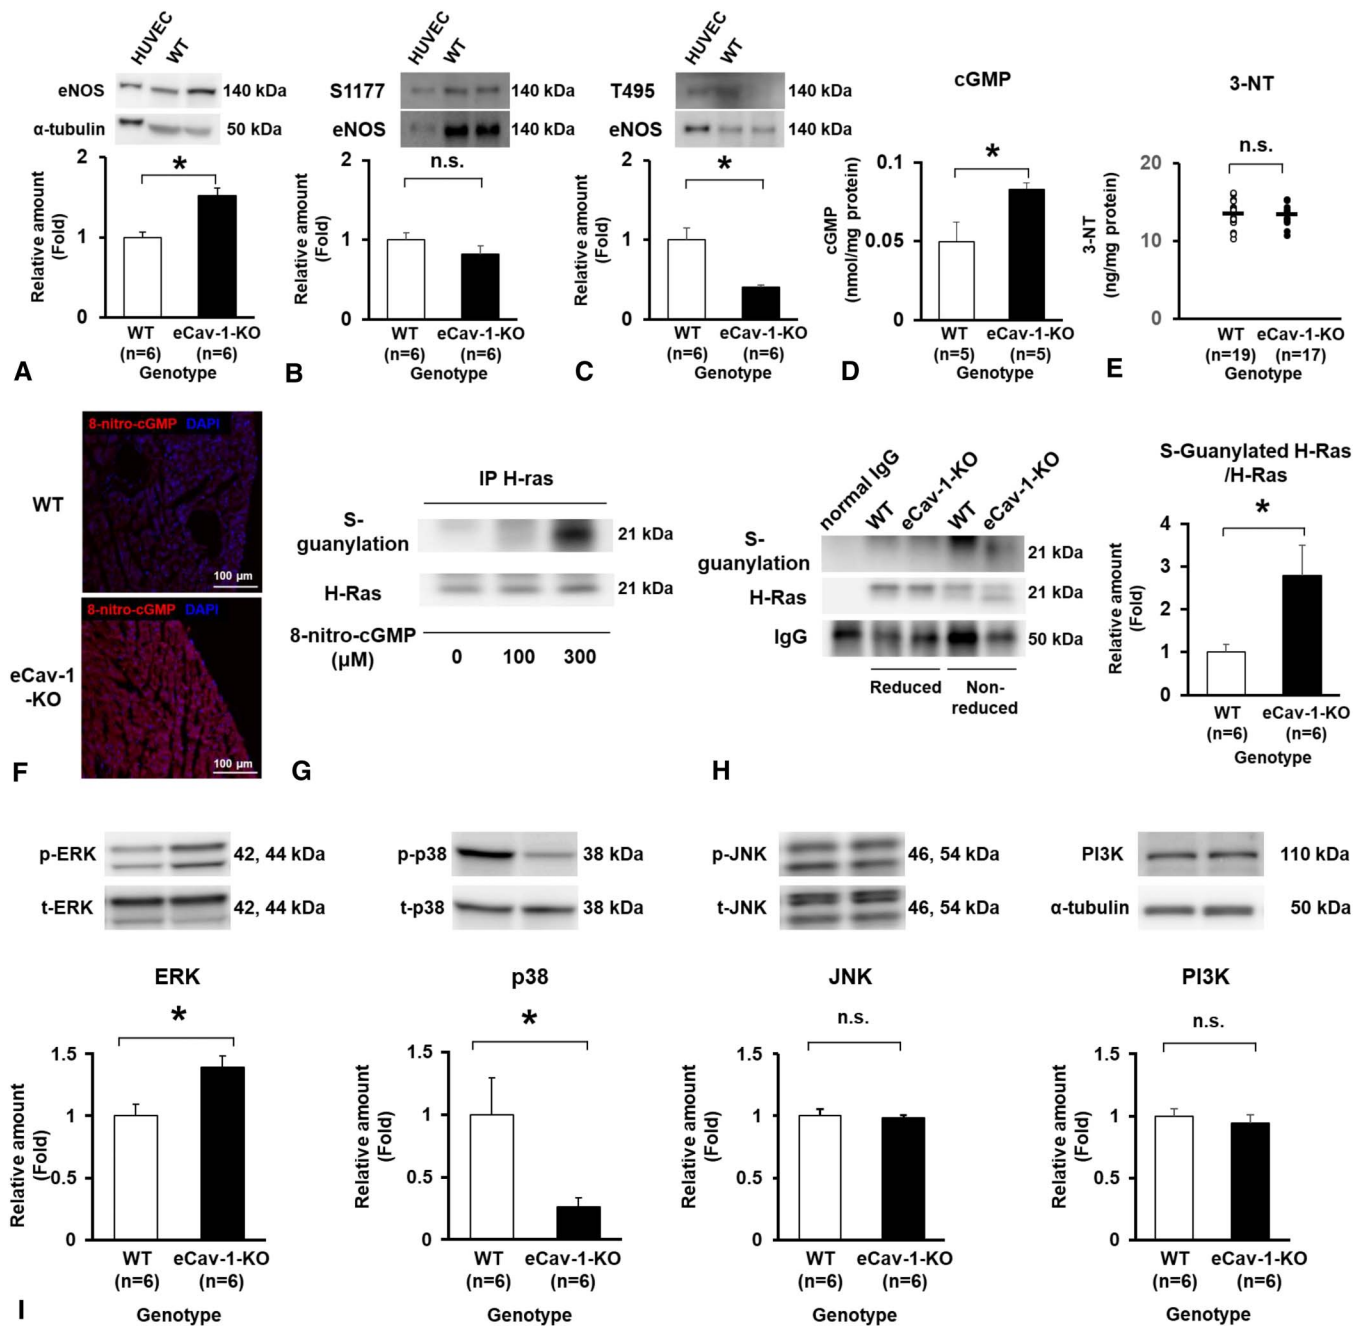 HUVEC
WT
eNOS
140 kDa
α-tubulin
50 kDa
*
2
1
0
Relative amount
(Fold)
WT
eCav-1-KO
(n=6)
(n=6)
Genotype
A
HUVEC
WT
S1177
140 kDa
eNOS
140 kDa
n.s.
2
1
0
Relative amount
(Fold)
WT
eCav-1-KO
(n=6)
(n=6)
Genotype
B
HUVEC
WT
T495
140 kDa
eNOS
140 kDa
*
2
1
0
Relative amount
(Fold)
WT
eCav-1-KO
(n=6)
(n=6)
Genotype
C
cGMP
*
0.1
0.05
0
cGMP
(nmol/mg protein)
WT
eCav-1-KO
(n=5)
(n=5)
Genotype
D
3-NT
n.s.
20
10
0
3-NT
(ng/mg protein)
WT
eCav-1-KO
(n=19)
(n=17)
Genotype
E
8-nitro-cGMP DAPI
WT
100 μm
8-nitro-cGMP DAPI
eCav-1
-KO
100 μm
F
IP H-ras
S-
guanylation
21 kDa
H-Ras
21 kDa
8-nitro-cGMP
(μM)
0
100
300
G
normal IgG
WT
eCav-1-KO
WT
eCav-1-KO
S-
guanylation
21 kDa
H-Ras
21 kDa
IgG
50 kDa
Reduced
Non-
reduced
S-Guanylated H-Ras
/H-Ras
*
4
3
2
1
0
Relative amount
(Fold)
WT
eCav-1-KO
(n=6)
(n=6)
Genotype
H
p-ERK
42, 44 kDa
t-ERK
42, 44 kDa
ERK
*
1.5
1
0.5
0
Relative amount
(Fold)
WT
eCav-1-KO
(n=6)
(n=6)
Genotype
p-p38
38 kDa
t-p38
38 kDa
p38
*
1.5
1
0.5
0
Relative amount
(Fold)
WT
eCav-1-KO
(n=6)
(n=6)
Genotype
p-JNK
46, 54 kDa
t-JNK
46, 54 kDa
JNK
n.s.
1.5
1
0.5
0
Relative amount
(Fold)
WT
eCav-1-KO
(n=6)
(n=6)
Genotype
PI3K
110 kDa
α-tubulin
50 kDa
PI3K
n.s.
1.5
1
0.5
0
Relative amount
(Fold)
WT
eCav-1-KO
(n=6)
(n=6)
Genotype
I